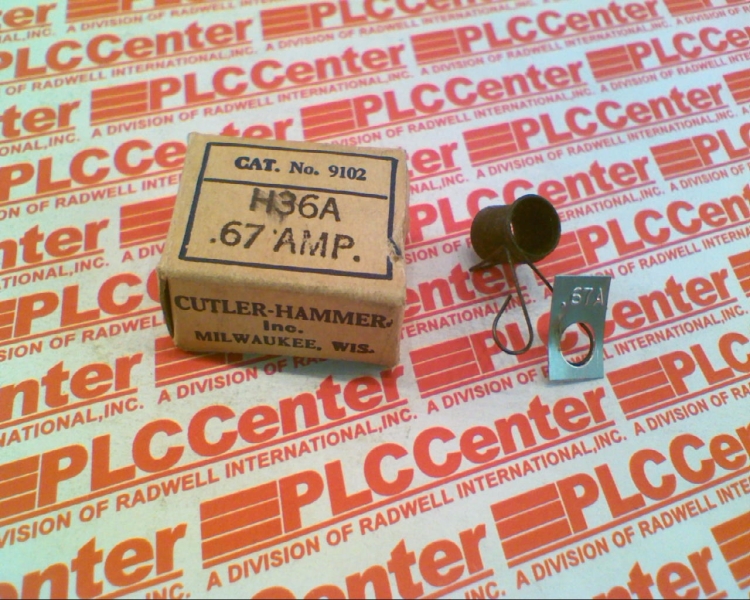 CAT. No. 9102
H36A
.67 AMP.
CUTLER-HAMMER
Inc.
MILWAUKEE, WIS.
.67A
PLCCenter
A DIVISION OF RADWELL INTERNATIONAL,INC.